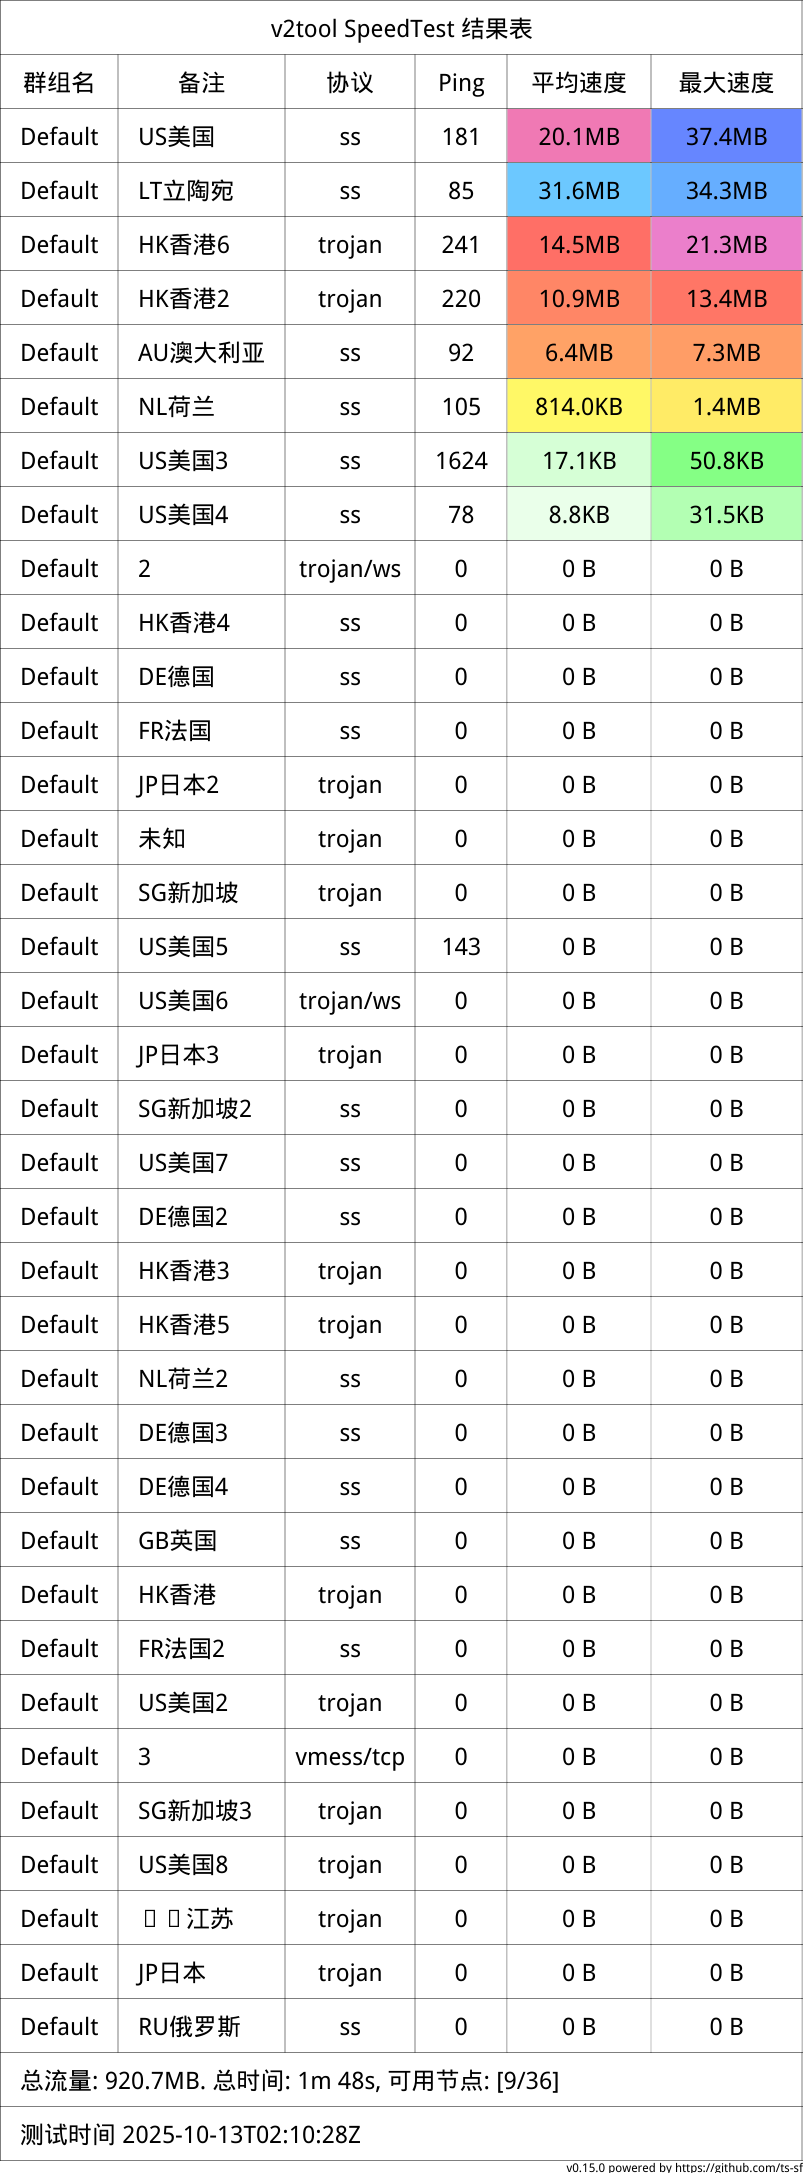 v2tool SpeedTest 结果表
群组名 备注 协议 Ping 平均速度 最大速度
Default US美国 ss 181 20.1MB 37.4MB
Default LT立陶宛 ss 85 31.6MB 34.3MB
Default HK香港6 trojan 241 14.5MB 21.3MB
Default HK香港2 trojan 220 10.9MB 13.4MB
Default AU澳大利亚 ss 92 6.4MB 7.3MB
Default NL荷兰 ss 105 814.0KB 1.4MB
Default US美国3 ss 1624 17.1KB 50.8KB
Default US美国4 ss 78 8.8KB 31.5KB
Default 2 trojan/ws 0 0 B 0 B
Default HK香港4 ss 0 0 B 0 B
Default DE德国 ss 0 0 B 0 B
Default FR法国 ss 0 0 B 0 B
Default JP日本2 trojan 0 0 B 0 B
Default 未知 trojan 0 0 B 0 B
Default SG新加坡 trojan 0 0 B 0 B
Default US美国5 ss 143 0 B 0 B
Default US美国6 trojan/ws 0 0 B 0 B
Default JP日本3 trojan 0 0 B 0 B
Default SG新加坡2 ss 0 0 B 0 B
Default US美国7 ss 0 0 B 0 B
Default DE德国2 ss 0 0 B 0 B
Default HK香港3 trojan 0 0 B 0 B
Default HK香港5 trojan 0 0 B 0 B
Default NL荷兰2 ss 0 0 B 0 B
Default DE德国3 ss 0 0 B 0 B
Default DE德国4 ss 0 0 B 0 B
Default GB英国 ss 0 0 B 0 B
Default HK香港 trojan 0 0 B 0 B
Default FR法国2 ss 0 0 B 0 B
Default US美国2 trojan 0 0 B 0 B
Default 3 vmess/tcp 0 0 B 0 B
Default SG新加坡3 trojan 0 0 B 0 B
Default US美国8 trojan 0 0 B 0 B
Default 江苏 trojan 0 0 B 0 B
Default JP日本 trojan 0 0 B 0 B
Default RU俄罗斯 ss 0 0 B 0 B
总流量: 920.7MB. 总时间: 1m 48s, 可用节点: [9/36]
测试时间 2025-10-13T02:10:28Z
v0.15.0 powered by https://github.com/ts-sf